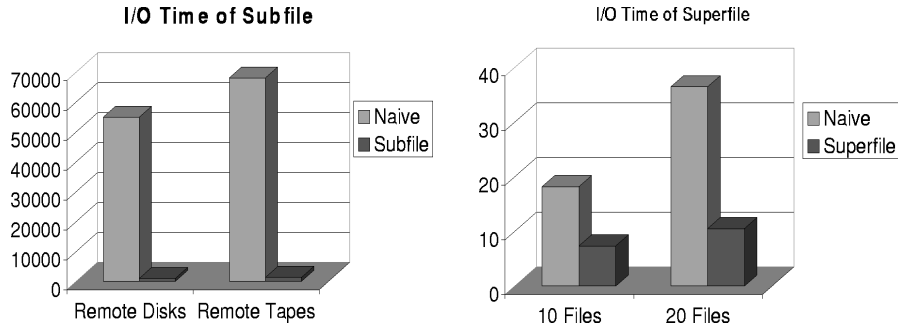 I/O Time of Subfile
70000
60000
50000
40000
30000
20000
10000
0
Remote Disks
Remote Tapes
Naive
Subfile
I/O Time of Superfile
40
30
20
10
0
10 Files
20 Files
Naive
Superfile